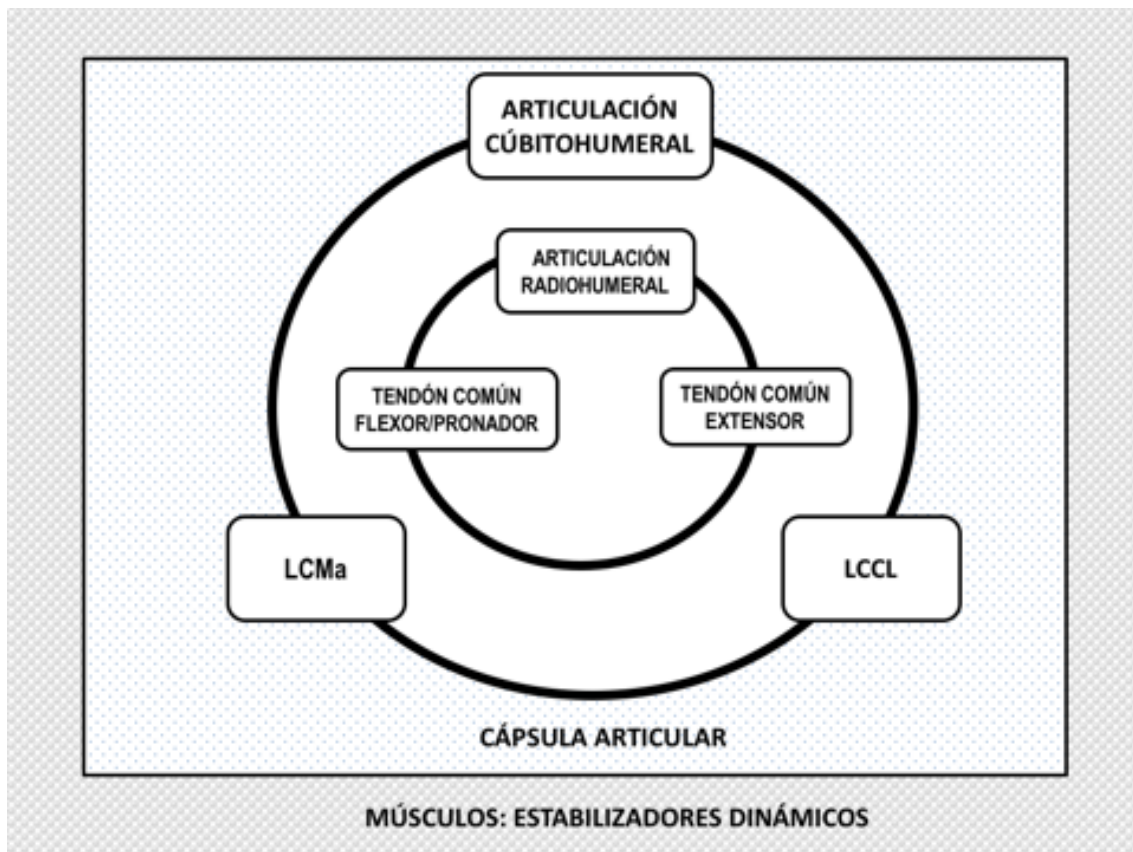 ARTICULACIÓN
CÚBITOHUMERAL
ARTICULACIÓN
RADIOHUMERAL
TENDÓN COMÚN
FLEXOR/PRONADOR
TENDÓN COMÚN
EXTENSOR
LCMa
LCCL
CÁPSULA ARTICULAR
MÚSCULOS: ESTABILIZADORES DINÁMICOS